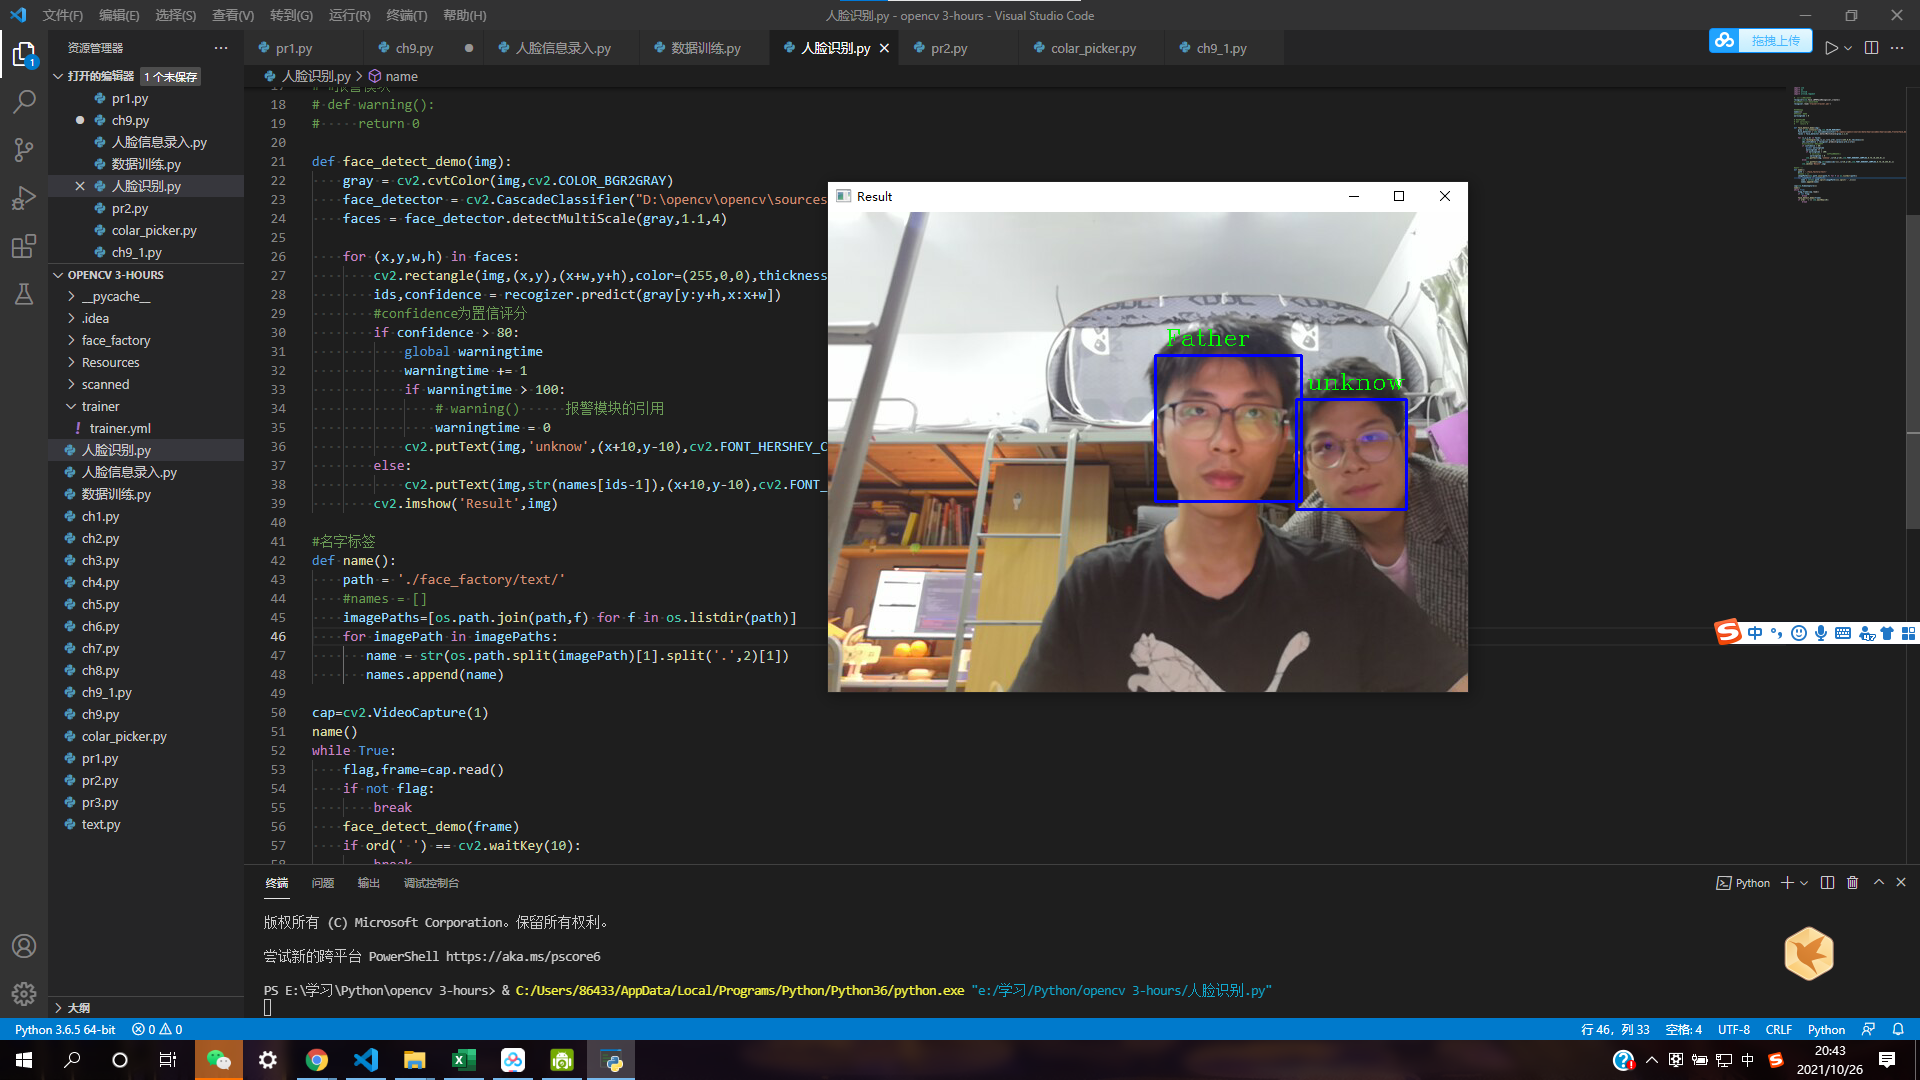 文件(F) 编辑(E) 选择(S) 查看(V) 转到(G) 运行(R) 终端(T) 帮助(H)
人脸识别.py - opencv 3-hours - Visual Studio Code
资源管理器
pr1.py ch9.py 人脸信息录入.py 数据训练.py 人脸识别.py pr2.py colar_picker.py ch9_1.py
拖拽上传
人脸识别.py > name
打开的编辑器 1 个未保存
pr1.py
ch9.py
人脸信息录入.py
数据训练.py
人脸识别.py
pr2.py
colar_picker.py
ch9_1.py
OPENCV 3-HOURS
__pycache__
.idea
face_factory
Resources
scanned
trainer
trainer.yml
人脸识别.py
人脸信息录入.py
数据训练.py
ch1.py
ch2.py
ch3.py
ch4.py
ch5.py
ch6.py
ch7.py
ch8.py
ch9_1.py
ch9.py
colar_picker.py
pr1.py
pr2.py
pr3.py
text.py
大纲
18 # def warning():
19 #     return 0
20
21 def face_detect_demo(img):
22     gray = cv2.cvtColor(img,cv2.COLOR_BGR2GRAY)
23     face_detector = cv2.CascadeClassifier("D:\opencv\opencv\sources
24     faces = face_detector.detectMultiScale(gray,1.1,4)
25
26     for (x,y,w,h) in faces:
27         cv2.rectangle(img,(x,y),(x+w,y+h),color=(255,0,0),thickness
28         ids,confidence = recogizer.predict(gray[y:y+h,x:x+w])
29         #confidence为置信评分
30         if confidence > 80:
31             global warningtime
32             warningtime += 1
33             if warningtime > 100:
34                 # warning()      报警模块的引用
35                 warningtime = 0
36             cv2.putText(img,'unknow',(x+10,y-10),cv2.FONT_HERSHEY_C
37         else:
38             cv2.putText(img,str(names[ids-1]),(x+10,y-10),cv2.FONT_
39         cv2.imshow('Result',img)
40
41 #名字标签
42 def name():
43     path = './face_factory/text/'
44     #names = []
45     imagePaths=[os.path.join(path,f) for f in os.listdir(path)]
46     for imagePath in imagePaths:
47        name = str(os.path.split(imagePath)[1].split('.',2)[1])
48        names.append(name)
49
50 cap=cv2.VideoCapture(1)
51 name()
52 while True:
53     flag,frame=cap.read()
54     if not flag:
55         break
56     face_detect_demo(frame)
57     if ord(' ') == cv2.waitKey(10):
58         break
Result
Father
unknow
中
终端 问题 输出 调试控制台
Python
版权所有 (C) Microsoft Corporation。保留所有权利。
尝试新的跨平台 PowerShell https://aka.ms/pscore6
PS E:\学习\Python\opencv 3-hours> & C:/Users/86433/AppData/Local/Programs/Python/Python36/python.exe "e:/学习/Python/opencv 3-hours/人脸识别.py"
Python 3.6.5 64-bit 0 0
行 46，列 33 空格: 4 UTF-8 CRLF Python
中
20:43
2021/10/26